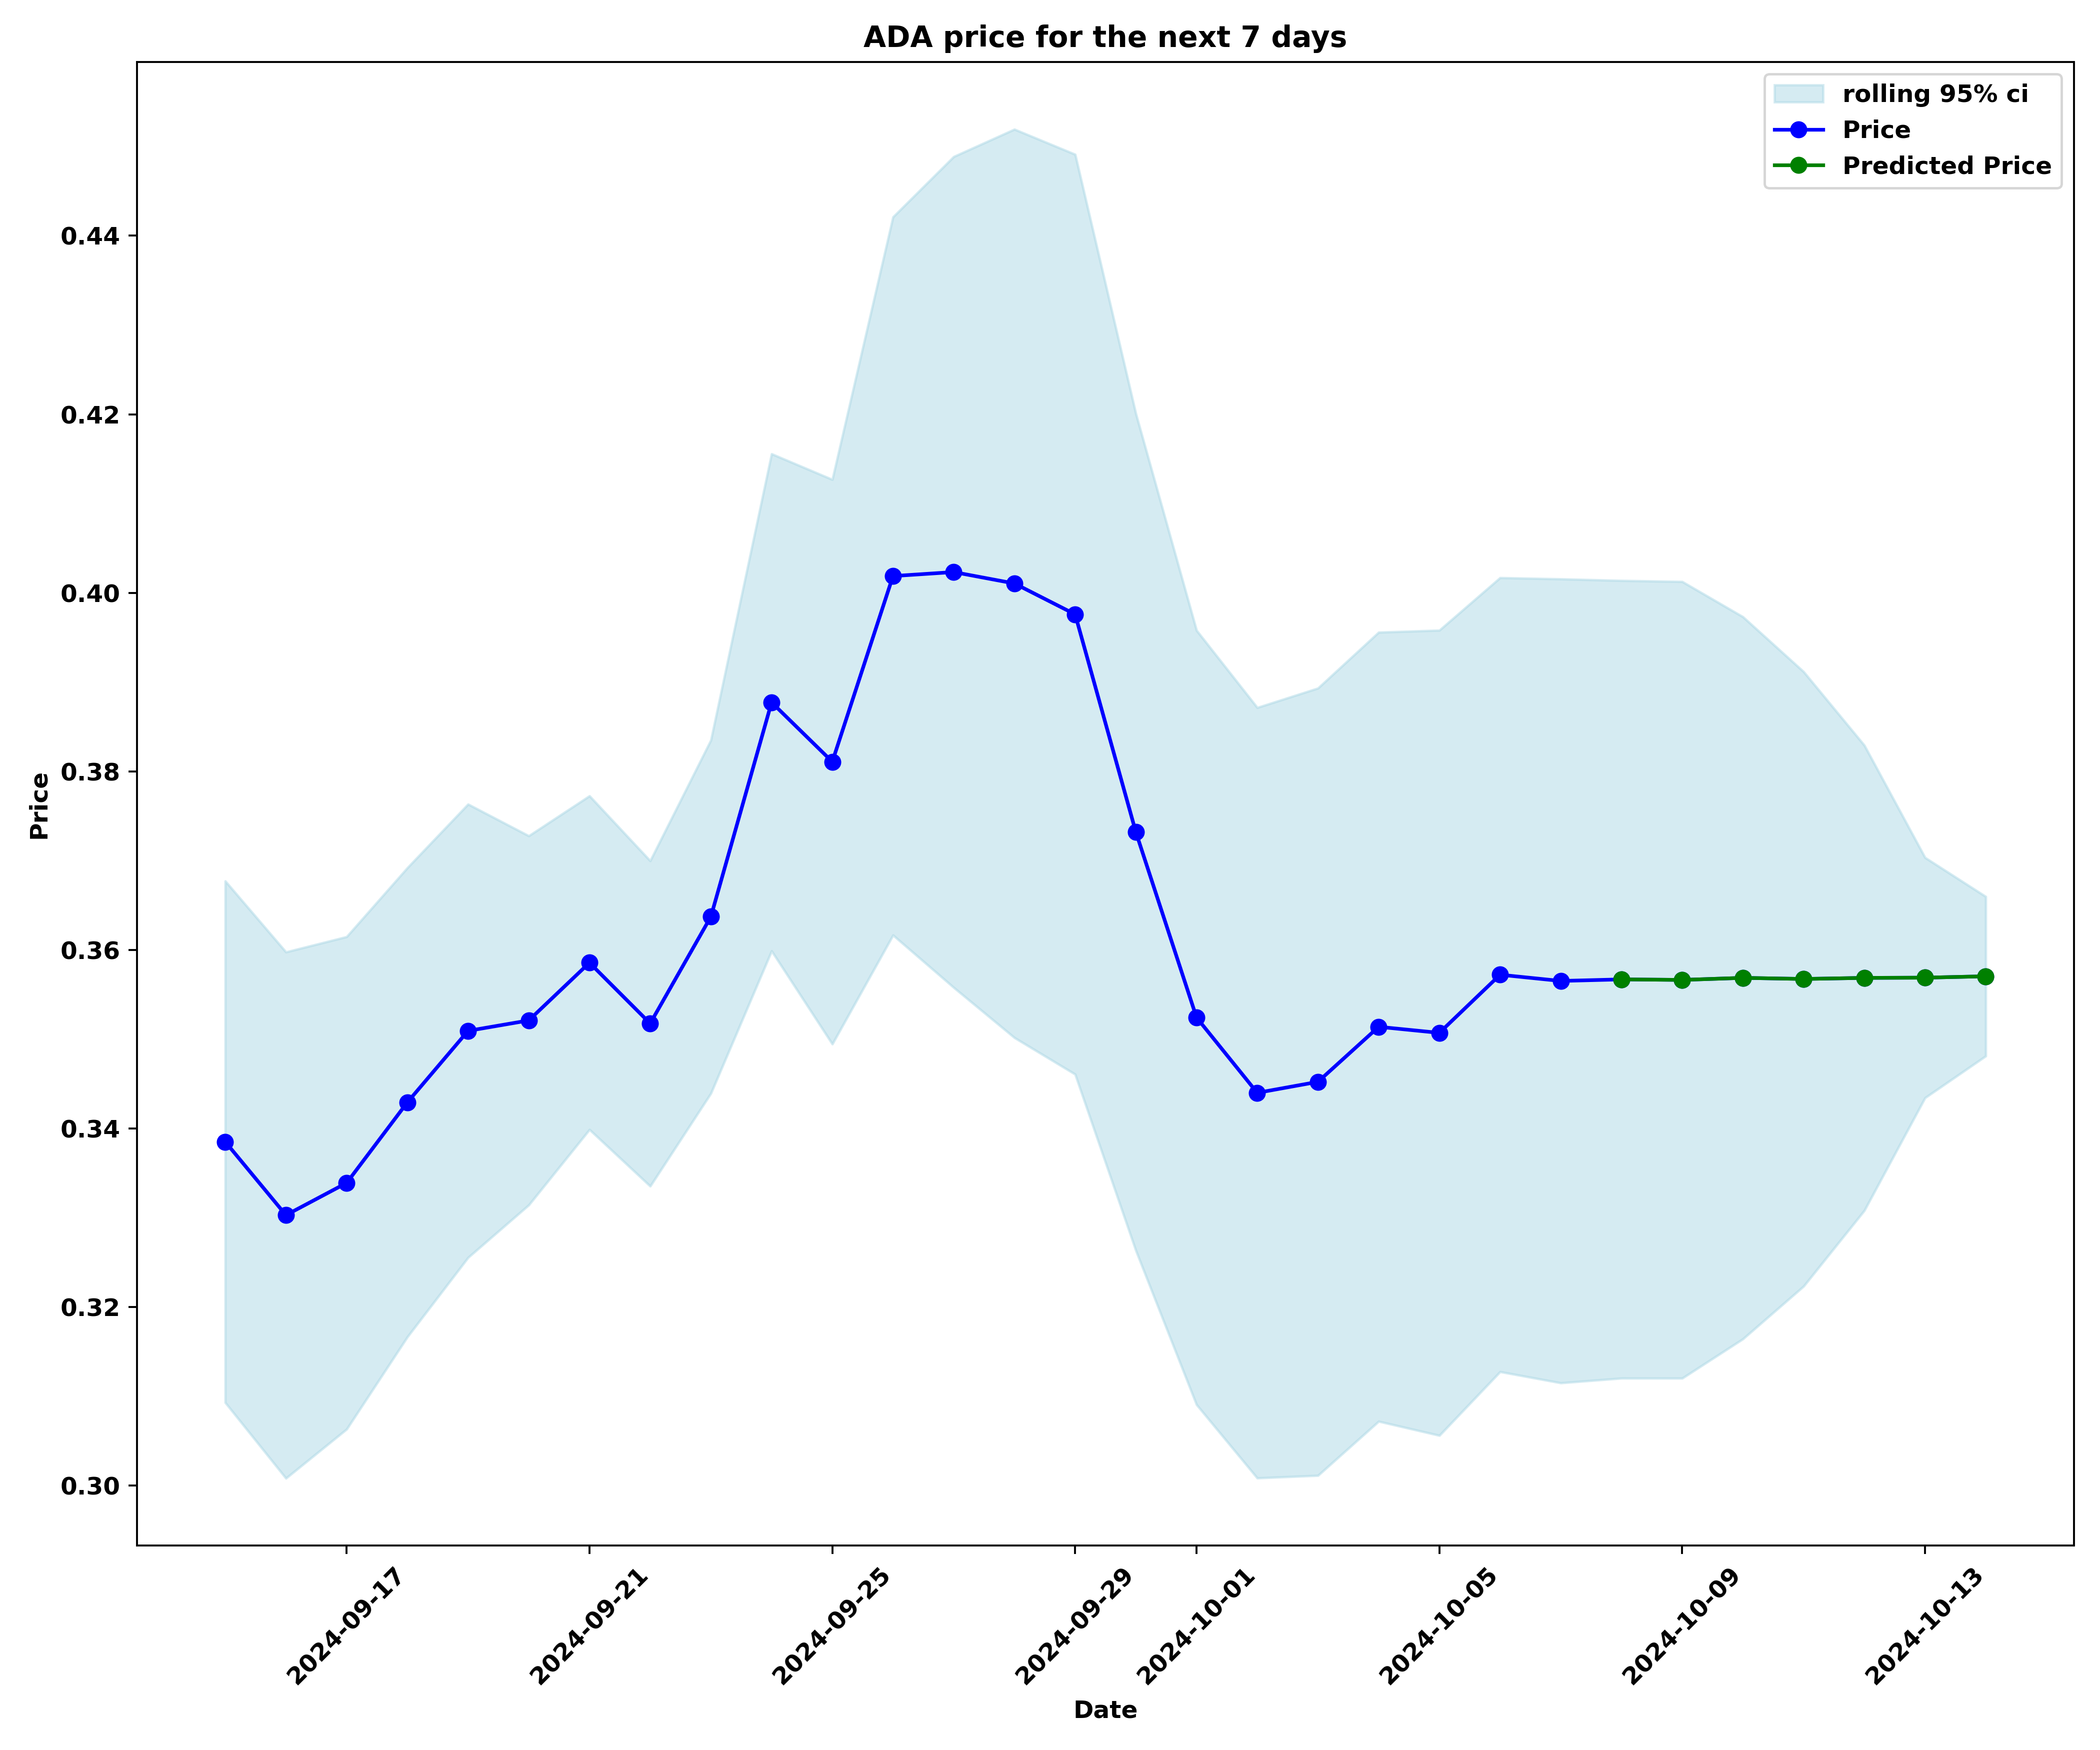 ADA price for the next 7 days
rolling 95% ci
Price
Predicted Price
0.44
0.42
0.40
0.38
0.36
0.34
0.32
0.30
Price
2024-09-17
2024-09-21
2024-09-25
2024-09-29
2024-10-01
2024-10-05
2024-10-09
2024-10-13
Date